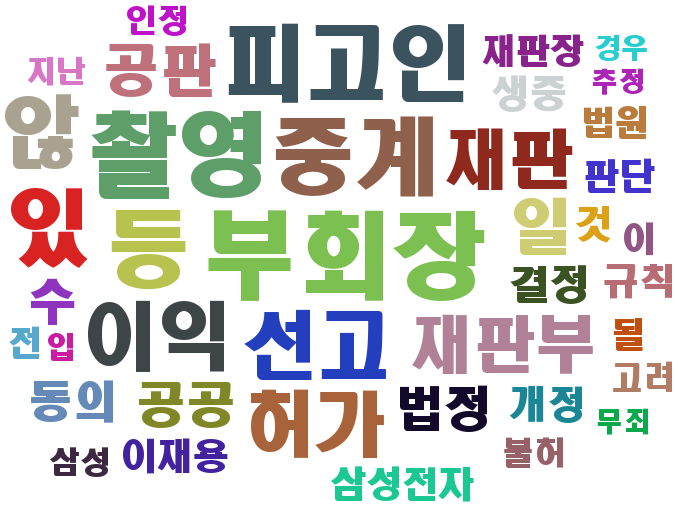 인정
지난 공판 피고인 재판장 경우
생중 추정
않 촬영 중계 재판 법원
판단
있 등 부회장 일 것 이
수 결정 규칙
전 입 이익 선고 재판부 될
고려
동의 공공 허가 법정 개정 무죄
삼성 이재용 불허
삼성전자